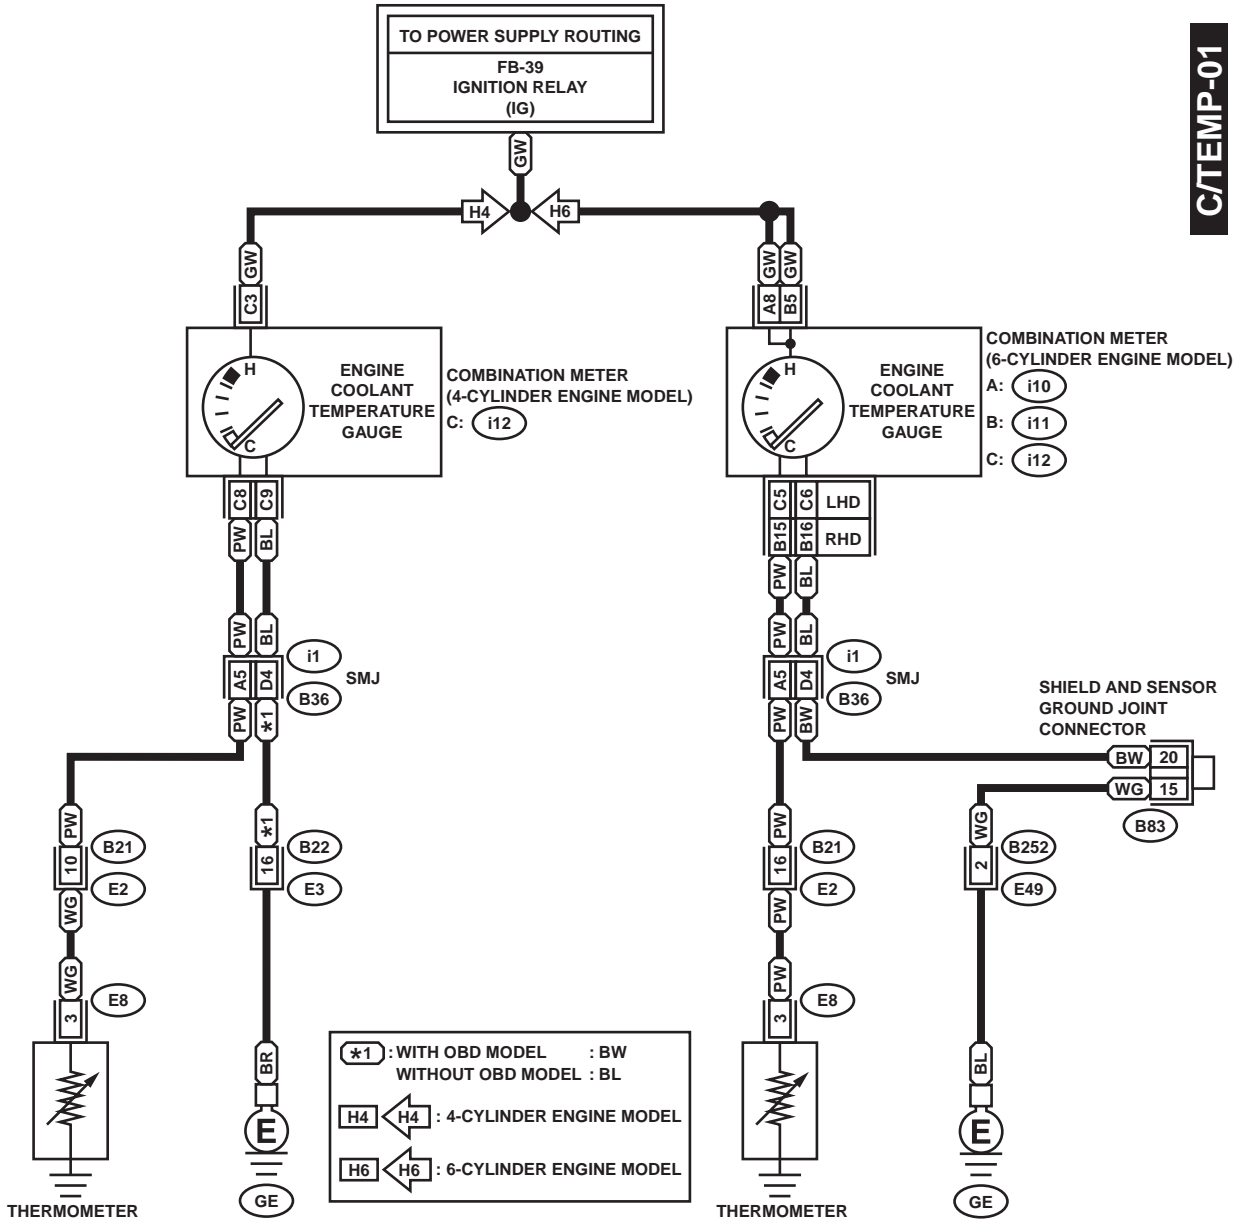 TO POWER SUPPLY ROUTING
FB-39
IGNITION RELAY
(IG)
C/TEMP-01
GW
H4
H6
GW
GW
GW
C3
A8
B5
H
C
ENGINE
COOLANT
TEMPERATURE
GAUGE
COMBINATION METER
(4-CYLINDER ENGINE MODEL)
C: i12
H
C
ENGINE
COOLANT
TEMPERATURE
GAUGE
COMBINATION METER
(6-CYLINDER ENGINE MODEL)
A: i10
B: i11
C: i12
C8
C9
C5
C6
LHD
B15
B16
RHD
PW
BL
PW
BL
PW
BL
PW
BL
A5
D4
i1
SMJ
B36
A5
D4
i1
SMJ
B36
PW
*1
PW
BW
SHIELD AND SENSOR
GROUND JOINT
CONNECTOR
BW
20
WG
15
B83
PW
*1
PW
WG
10
B21
E2
16
B22
E3
16
B21
E2
2
B252
E49
WG
PW
WG
PW
3
E8
3
E8
BR
BL
E
E
GE
GE
THERMOMETER
THERMOMETER
*1 : WITH OBD MODEL : BW
WITHOUT OBD MODEL : BL
H4 H4 : 4-CYLINDER ENGINE MODEL
H6 H6 : 6-CYLINDER ENGINE MODEL